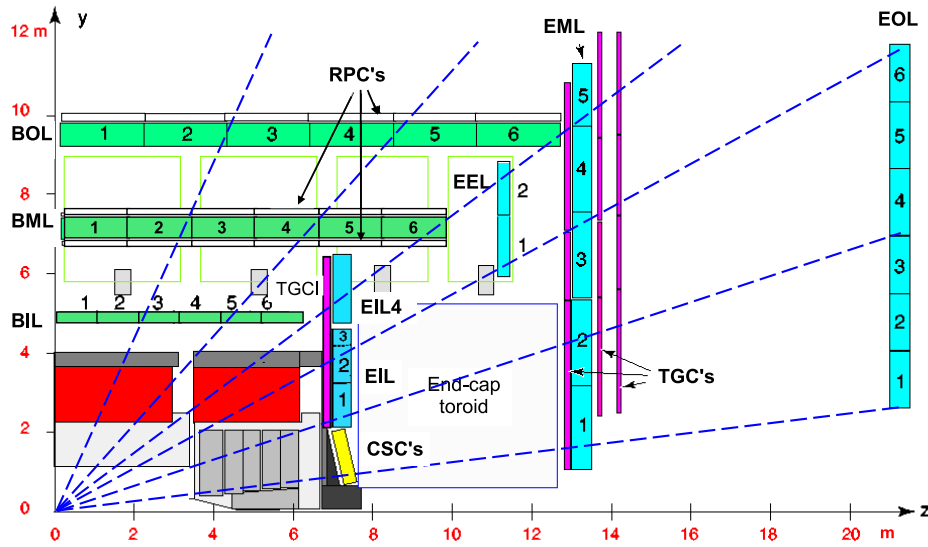 12 m
y
EML
EOL
RPC's
5
6
10
BOL
1 2 3 4 5 6
5
4
EEL
2
8
4
BML
1 2 3 4 5 6
1
3
3
6
TGCI
1 2 3 4 5 6
EIL4
BIL
2
2
4
3
2
EIL
End-cap
toroid
TGC's
1
1
2
CSC's
1
0
z
0 2 4 6 8 10 12 14 16 18 20 m